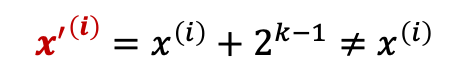 x′⁽ⁱ⁾ = x⁽ⁱ⁾ + 2ᵏ⁻¹ ≠ x⁽ⁱ⁾